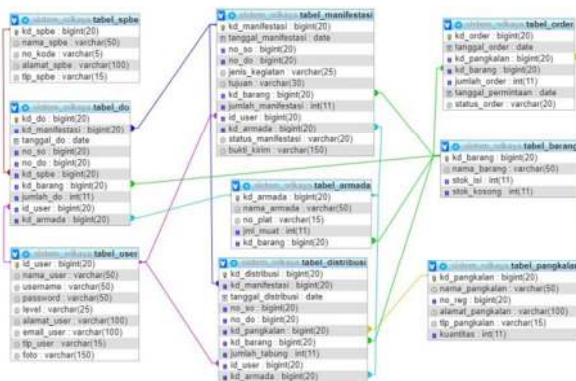 sistem_srikaya tabel_spbe
kd_spbe : bigint(20)
nama_spbe : varchar(50)
no_kode : varchar(5)
alamat_spbe : varchar(100)
tlp_spbe : varchar(15)
tabel_do
kd_do : bigint(20)
kd_manifestasi : bigint(20)
tanggal_do : date
no_so : bigint(20)
no_do : bigint(20)
kd_spbe : bigint(20)
kd_barang : bigint(20)
jumlah_do : int(11)
id_user : bigint(20)
kd_armada : bigint(20)
tabel_user
id_user : bigint(20)
nama_user : varchar(50)
username : varchar(50)
password : varchar(50)
level : varchar(25)
alamat_user : varchar(100)
email_user : varchar(100)
tlp_user : varchar(15)
foto : varchar(150)
tabel_manifestasi
kd_manifestasi : bigint(20)
tanggal_manifestasi : date
no_so : bigint(20)
no_do : bigint(20)
jenis_kegiatan : varchar(25)
tujuan : varchar(30)
kd_barang : bigint(20)
jumlah_manifestasi : int(11)
id_user : bigint(20)
kd_armada : bigint(20)
status_manifestasi : bigint(20)
bukti_kirim : varchar(150)
tabel_armada
kd_armada : bigint(20)
nama_armada : varchar(50)
no_plat : varchar(15)
jml_muat : int(11)
kd_barang : bigint(20)
tabel_distribusi
kd_distribusi : bigint(20)
kd_manifestasi : bigint(20)
tanggal_distribusi : date
no_so : bigint(20)
no_do : bigint(20)
kd_pangkalan : bigint(20)
kd_barang : bigint(20)
jumlah_tabung : int(11)
id_user : bigint(20)
kd_armada : bigint(20)
tabel_order
kd_order : bigint(20)
tanggal_order : date
kd_pangkalan : bigint(20)
kd_barang : bigint(20)
jumlah_order : int(11)
tanggal_permintaan : date
status_order : bigint(20)
tabel_barang
kd_barang : bigint(20)
nama_barang : varchar(50)
stok_isi : int(11)
stok_kosong : int(11)
tabel_pangkalan
kd_pangkalan : bigint(20)
nama_pangkalan : varchar(50)
no_reg : bigint(20)
alamat_pangkalan : varchar(100)
tlp_pangkalan : varchar(15)
kuantitas : int(11)